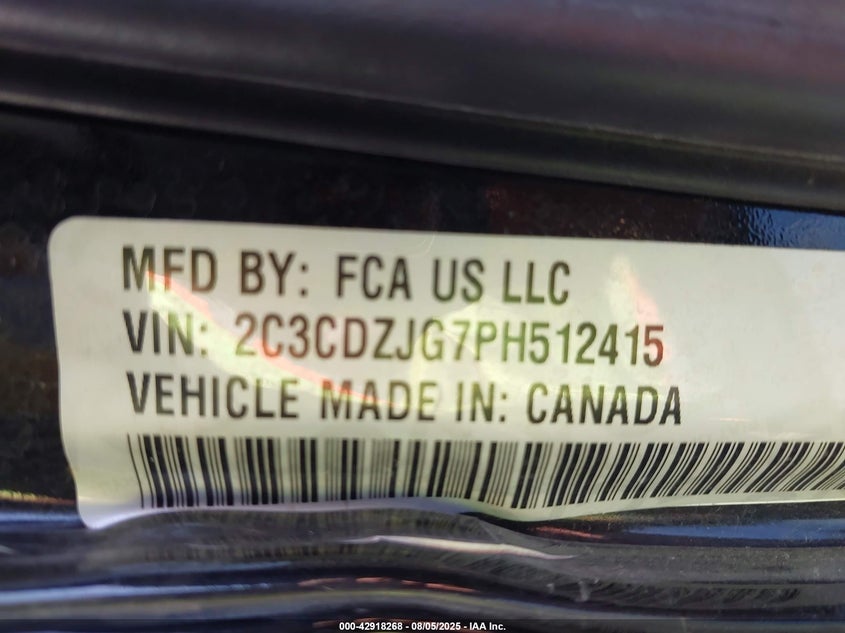 MFD BY: FCA US LLC
VIN: 2C3CDZJG7PH512415
VEHICLE MADE IN: CANADA
000-42918268 - 08/05/2025 - IAA Inc.